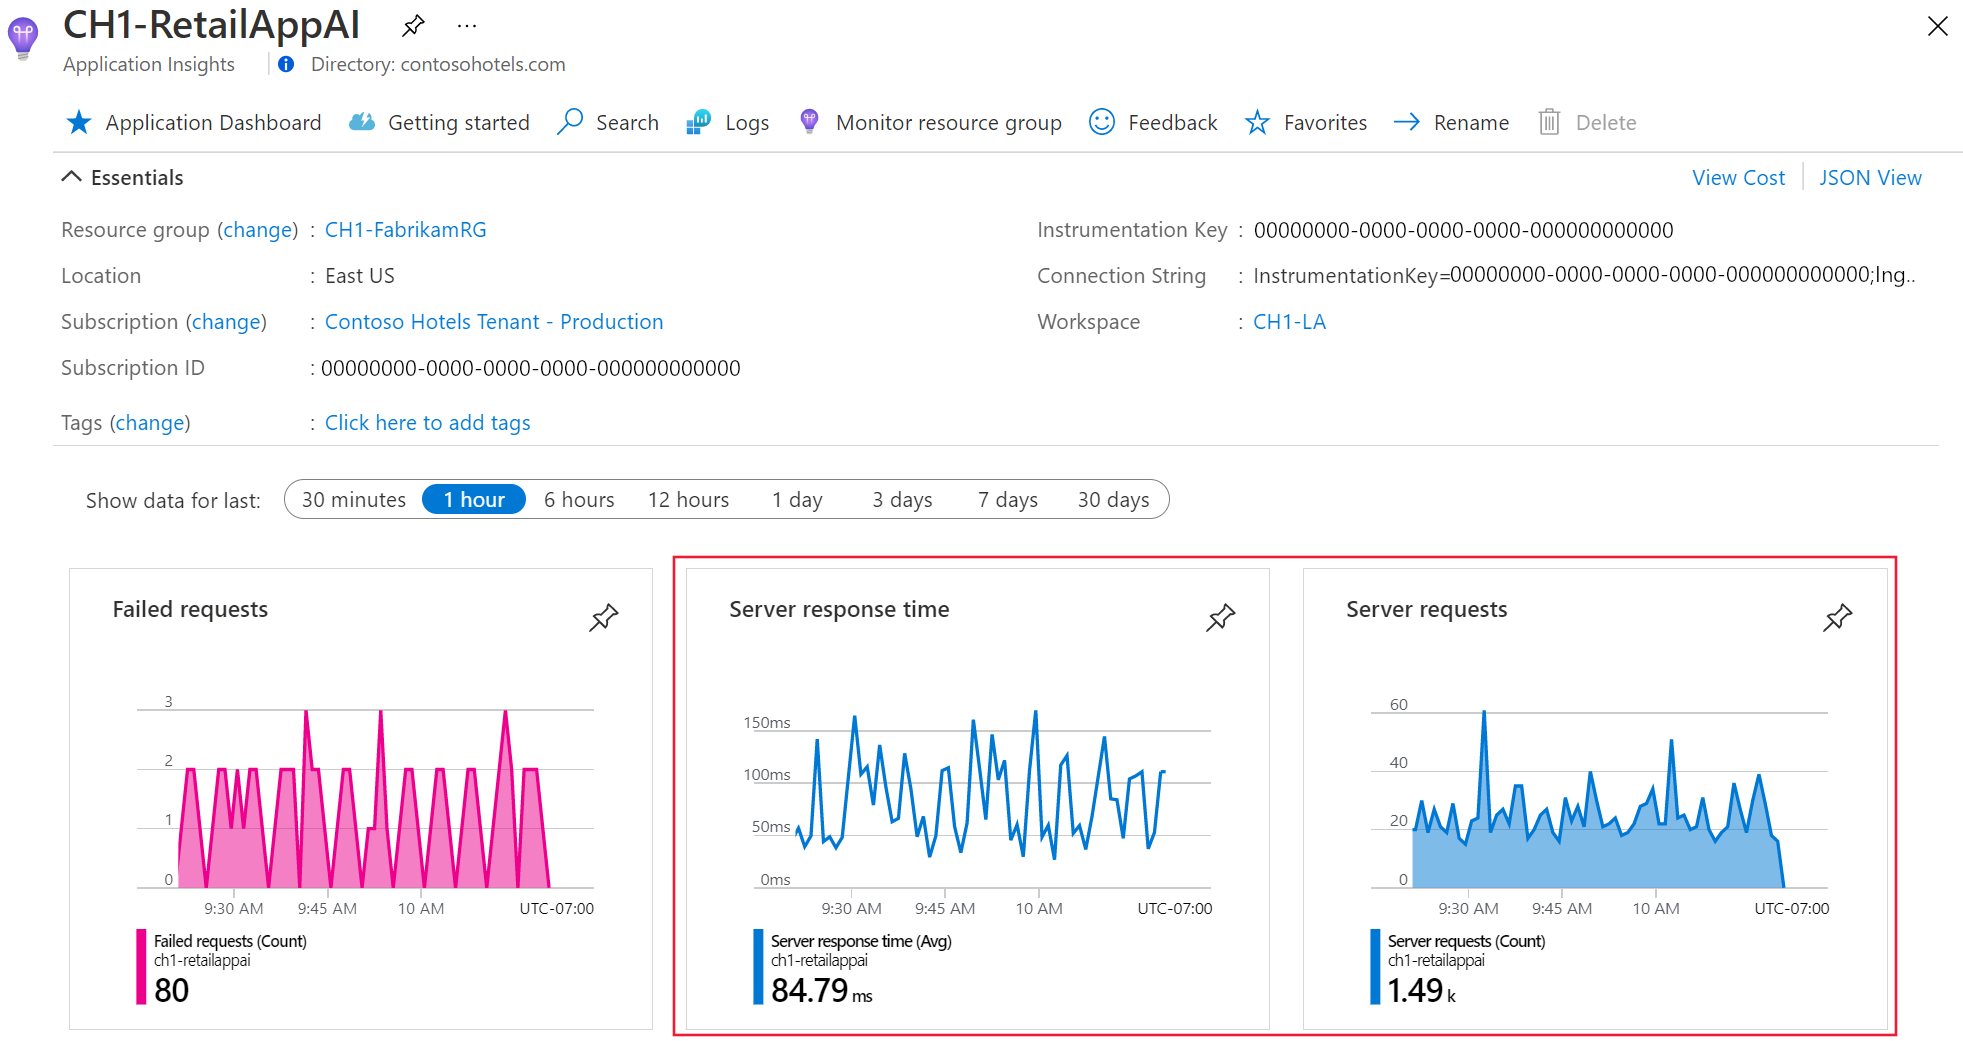 CH1-RetailAppAI
Application Insights
Directory: contosohotels.com
Application Dashboard Getting started Search Logs Monitor resource group Feedback Favorites Rename Delete
Essentials
View Cost JSON View
Resource group (change) : CH1-FabrikamRG
Location : East US
Subscription (change) : Contoso Hotels Tenant - Production
Subscription ID : 00000000-0000-0000-0000-000000000000
Tags (change) : Click here to add tags
Instrumentation Key : 00000000-0000-0000-0000-000000000000
Connection String : InstrumentationKey=00000000-0000-0000-0000-000000000000;Ing..
Workspace : CH1-LA
Show data for last: 30 minutes 1 hour 6 hours 12 hours 1 day 3 days 7 days 30 days
Failed requests
3
2
1
0
9:30 AM 9:45 AM 10 AM UTC-07:00
Failed requests (Count)
ch1-retailappai
80
Server response time
150ms
100ms
50ms
0ms
9:30 AM 9:45 AM 10 AM UTC-07:00
Server response time (Avg)
ch1-retailappai
84.79 ms
Server requests
60
40
20
0
9:30 AM 9:45 AM 10 AM UTC-07:00
Server requests (Count)
ch1-retailappai
1.49 k